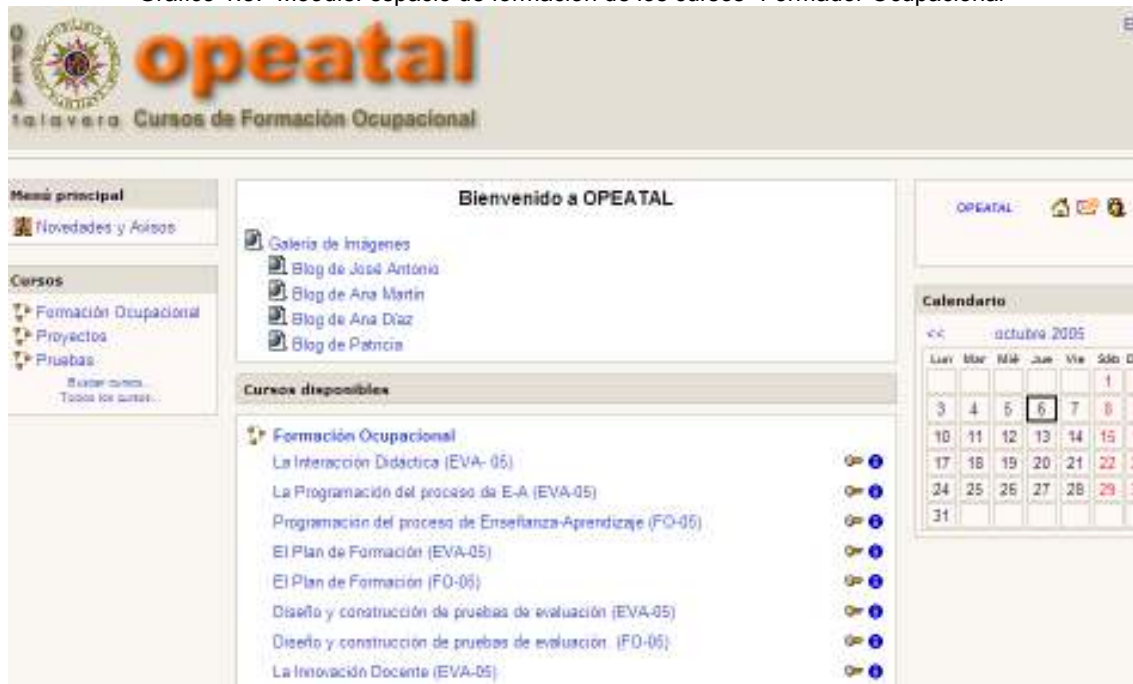 OPEA
talavera
opeatal
Cursos de Formación Ocupacional
Menú principal
Novedades y Avisos
Cursos
Formación Ocupacional
Proyectos
Pruebas
Buscar cursos...
Todos los cursos...
Bienvenido a OPEATAL
Galería de Imágenes
Blog de José Antonio
Blog de Ana Martín
Blog de Ana Díaz
Blog de Patricia
Cursos disponibles
Formación Ocupacional
La Interacción Didáctica (EVA- 05)
La Programación del proceso de E-A (EVA-05)
Programación del proceso de Enseñanza-Aprendizaje (FO-05)
El Plan de Formación (EVA-05)
El Plan de Formación (FO-05)
Diseño y construcción de pruebas de evaluación (EVA-05)
Diseño y construcción de pruebas de evaluación. (FO-05)
La Innovación Docente (EVA-05)
OPEATAL
Calendario
<< octubre 2005
Lun Mar Mié Jue Vie Sáb D
1
3 4 5 6 7 8
10 11 12 13 14 15
17 18 19 20 21 22
24 25 26 27 28 29
31